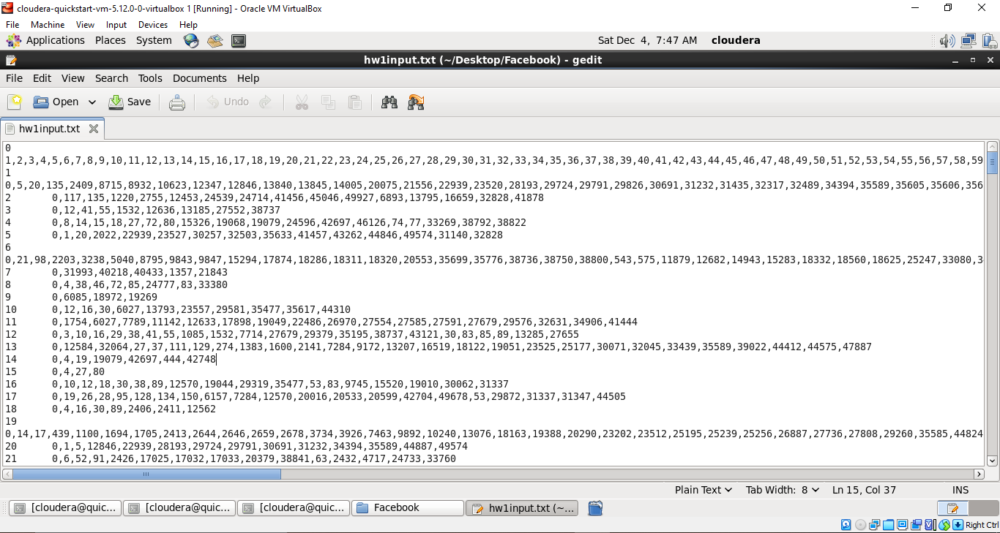 cloudera-quickstart-vm-5.12.0-0-virtualbox 1 [Running] - Oracle VM VirtualBox
File Machine View Input Devices Help
Applications Places System Sat Dec 4, 7:47 AM cloudera
hw1input.txt (~/Desktop/Facebook) - gedit
File Edit View Search Tools Documents Help
Open Save Undo
hw1input.txt
0
1,2,3,4,5,6,7,8,9,10,11,12,13,14,15,16,17,18,19,20,21,22,23,24,25,26,27,28,29,30,31,32,33,34,35,36,37,38,39,40,41,42,43,44,45,46,47,48,49,50,51,52,53,54,55,56,57,58,59
1
0,5,20,135,2409,8715,8932,10623,12347,12846,13840,13845,14005,20075,21556,22939,23520,28193,29724,29791,29826,30691,31232,31435,32317,32489,34394,35589,35605,35606,356
2 0,117,135,1220,2755,12453,24539,24714,41456,45046,49927,6893,13795,16659,32828,41878
3 0,12,41,55,1532,12636,13185,27552,38737
4 0,8,14,15,18,27,72,80,15326,19068,19079,24596,42697,46126,74,77,33269,38792,38822
5 0,1,20,2022,22939,23527,30257,32503,35633,41457,43262,44846,49574,31140,32828
6
0,21,98,2203,3238,5040,8795,9843,9847,15294,17874,18286,18311,18320,20553,35699,35776,38736,38750,38800,543,575,11879,12682,14943,15283,18332,18560,18625,25247,33080,3
7 0,31993,40218,40433,1357,21843
8 0,4,38,46,72,85,24777,83,33380
9 0,6085,18972,19269
10 0,12,16,30,6027,13793,23557,29581,35477,35617,44310
11 0,1754,6027,7789,11142,12633,17898,19049,22486,26970,27554,27585,27591,27679,29576,32631,34906,41444
12 0,3,10,16,29,38,41,55,1085,1532,7714,27679,29379,35195,38737,43121,30,83,85,89,13285,27655
13 0,12584,32064,27,37,111,129,274,1383,1600,2141,7284,9172,13207,16519,18122,19051,23525,25177,30071,32045,33439,35589,39022,44412,44575,47887
14 0,4,19,19079,42697,444,42748
15 0,4,27,80
16 0,10,12,18,30,38,89,12570,19044,29319,35477,53,83,9745,15520,19010,30062,31337
17 0,19,26,28,95,128,134,150,6157,7284,12570,20016,20533,20599,42704,49678,53,29872,31337,31347,44505
18 0,4,16,30,89,2406,2411,12562
19
0,14,17,439,1100,1694,1705,2413,2644,2646,2659,2678,3734,3926,7463,9892,10240,13076,18163,19388,20290,23202,23512,25195,25239,25256,26887,27736,27808,29260,35585,44824
20 0,1,5,12846,22939,28193,29724,29791,30691,31232,34394,35589,44887,49574
21 0,6,52,91,2426,17025,17032,17033,20379,38841,63,2432,4717,24733,33760
Plain Text Tab Width: 8 Ln 15, Col 37 INS
[cloudera@quic... [cloudera@quic... [cloudera@quic... Facebook hw1input.txt (~...
Right Ctrl